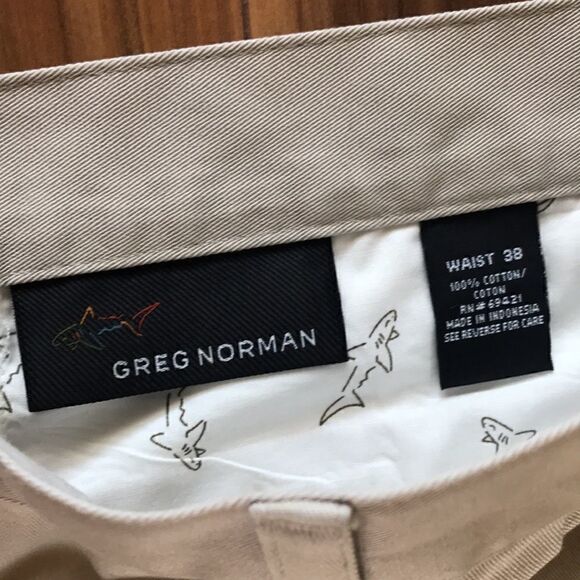 GREG NORMAN
WAIST 38
100% COTTON/
COTON
RN# 69421
MADE IN INDONESIA
SEE REVERSE FOR CARE